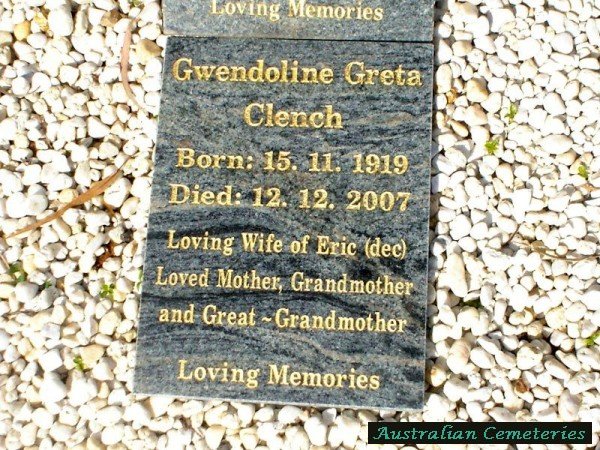 Loving Memories
Gwendoline Greta
Clench
Born: 15. 11. 1919
Died: 12. 12. 2007
Loving Wife of Eric (dec)
Loved Mother, Grandmother
and Great ~Grandmother
Loving Memories
Australian Cemeteries